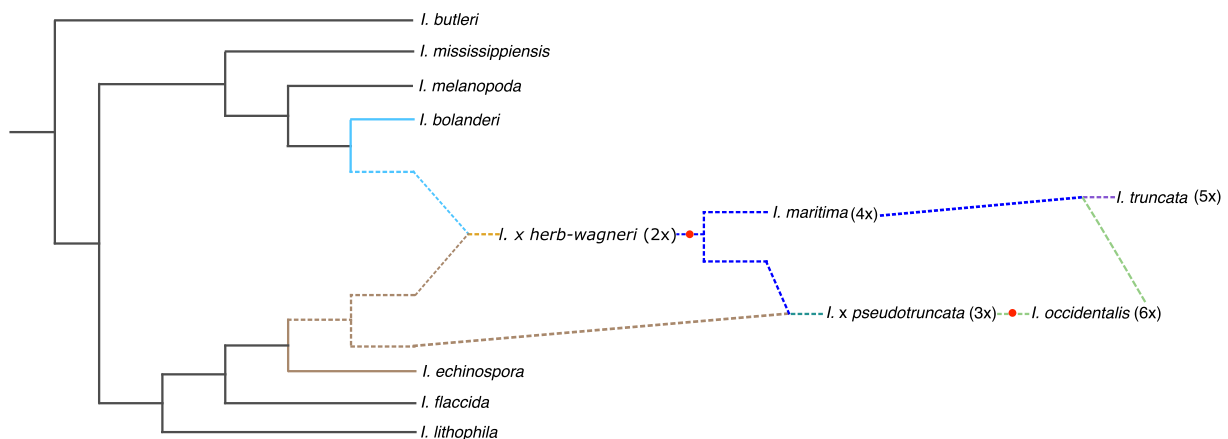 I. butleri
I. mississippiensis
I. melanopoda
I. bolanderi
I. truncata (5x)
I. maritima (4x)
I. x herb-wagneri (2x)
I. x pseudotruncata (3x)
I. occidentalis (6x)
I. echinospora
I. flaccida
I. lithophila